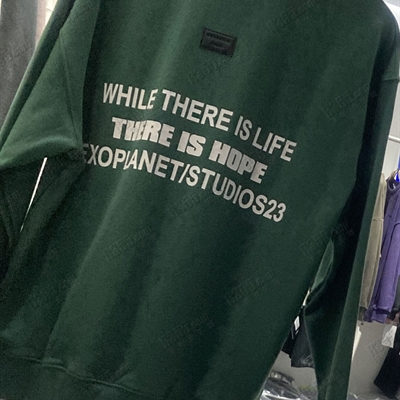 WHILE THERE IS LIFE
THERE IS HOPE
EXOPLANET/STUDIOS23